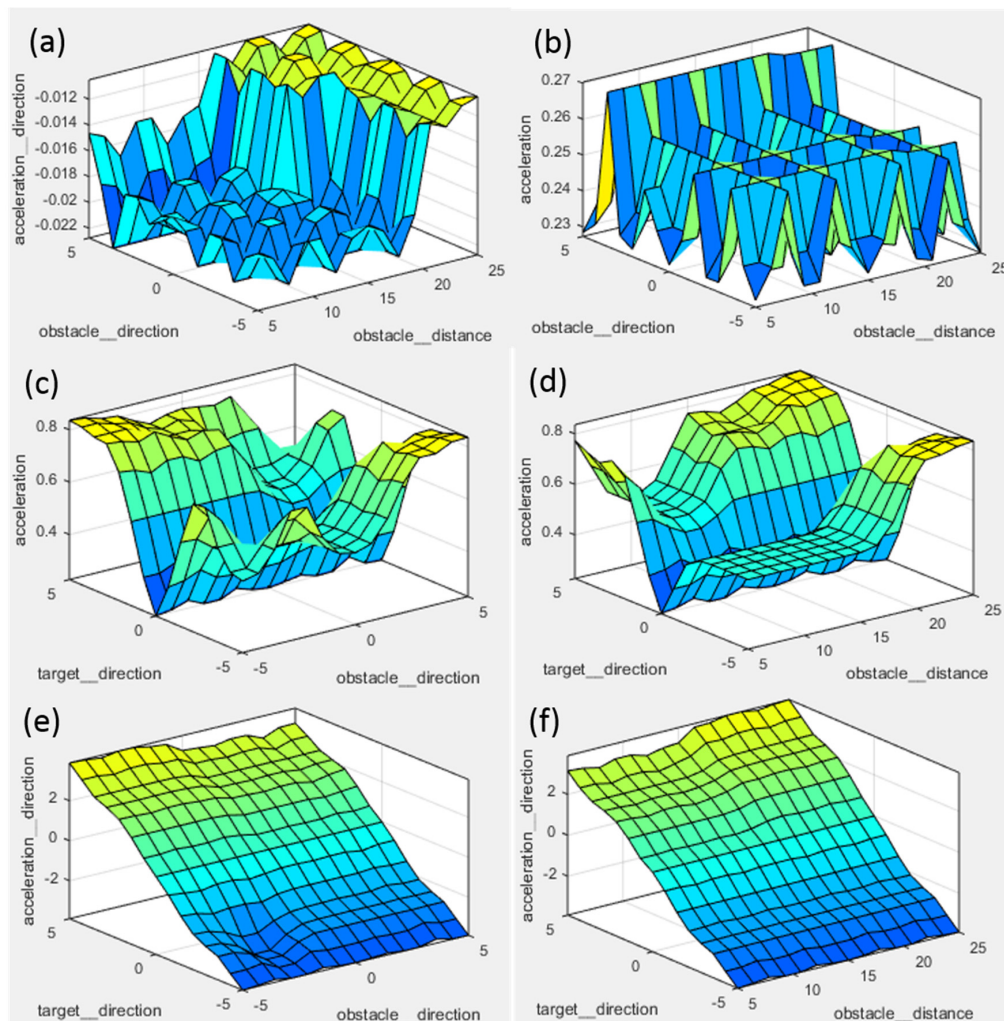 (a)
acceleration__direction
-0.012
-0.014
-0.016
-0.018
-0.02
-0.022
5
0
-5
obstacle__direction
5
10
15
20
25
obstacle__distance
(b)
acceleration
0.27
0.26
0.25
0.24
0.23
5
0
-5
obstacle__direction
5
10
15
20
25
obstacle__distance
(c)
acceleration
0.8
0.6
0.4
5
0
-5
target__direction
-5
0
5
obstacle__direction
(d)
acceleration
0.8
0.6
0.4
5
0
-5
target__direction
5
10
15
20
25
obstacle__distance
(e)
acceleration__direction
2
0
-2
5
0
-5
target__direction
-5
0
5
obstacle__direction
(f)
acceleration__direction
2
0
-2
5
0
-5
target__direction
5
10
15
20
25
obstacle__distance